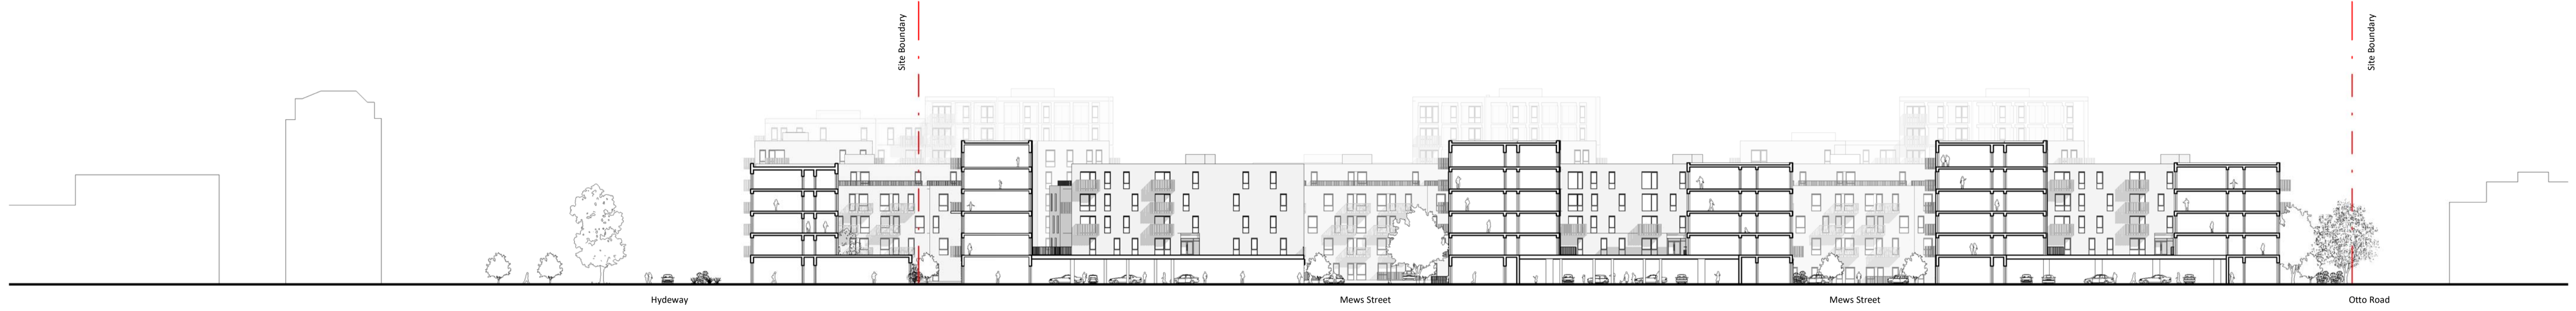 Site Boundary
Site Boundary
Hydeway
Mews Street
Mews Street
Otto Road